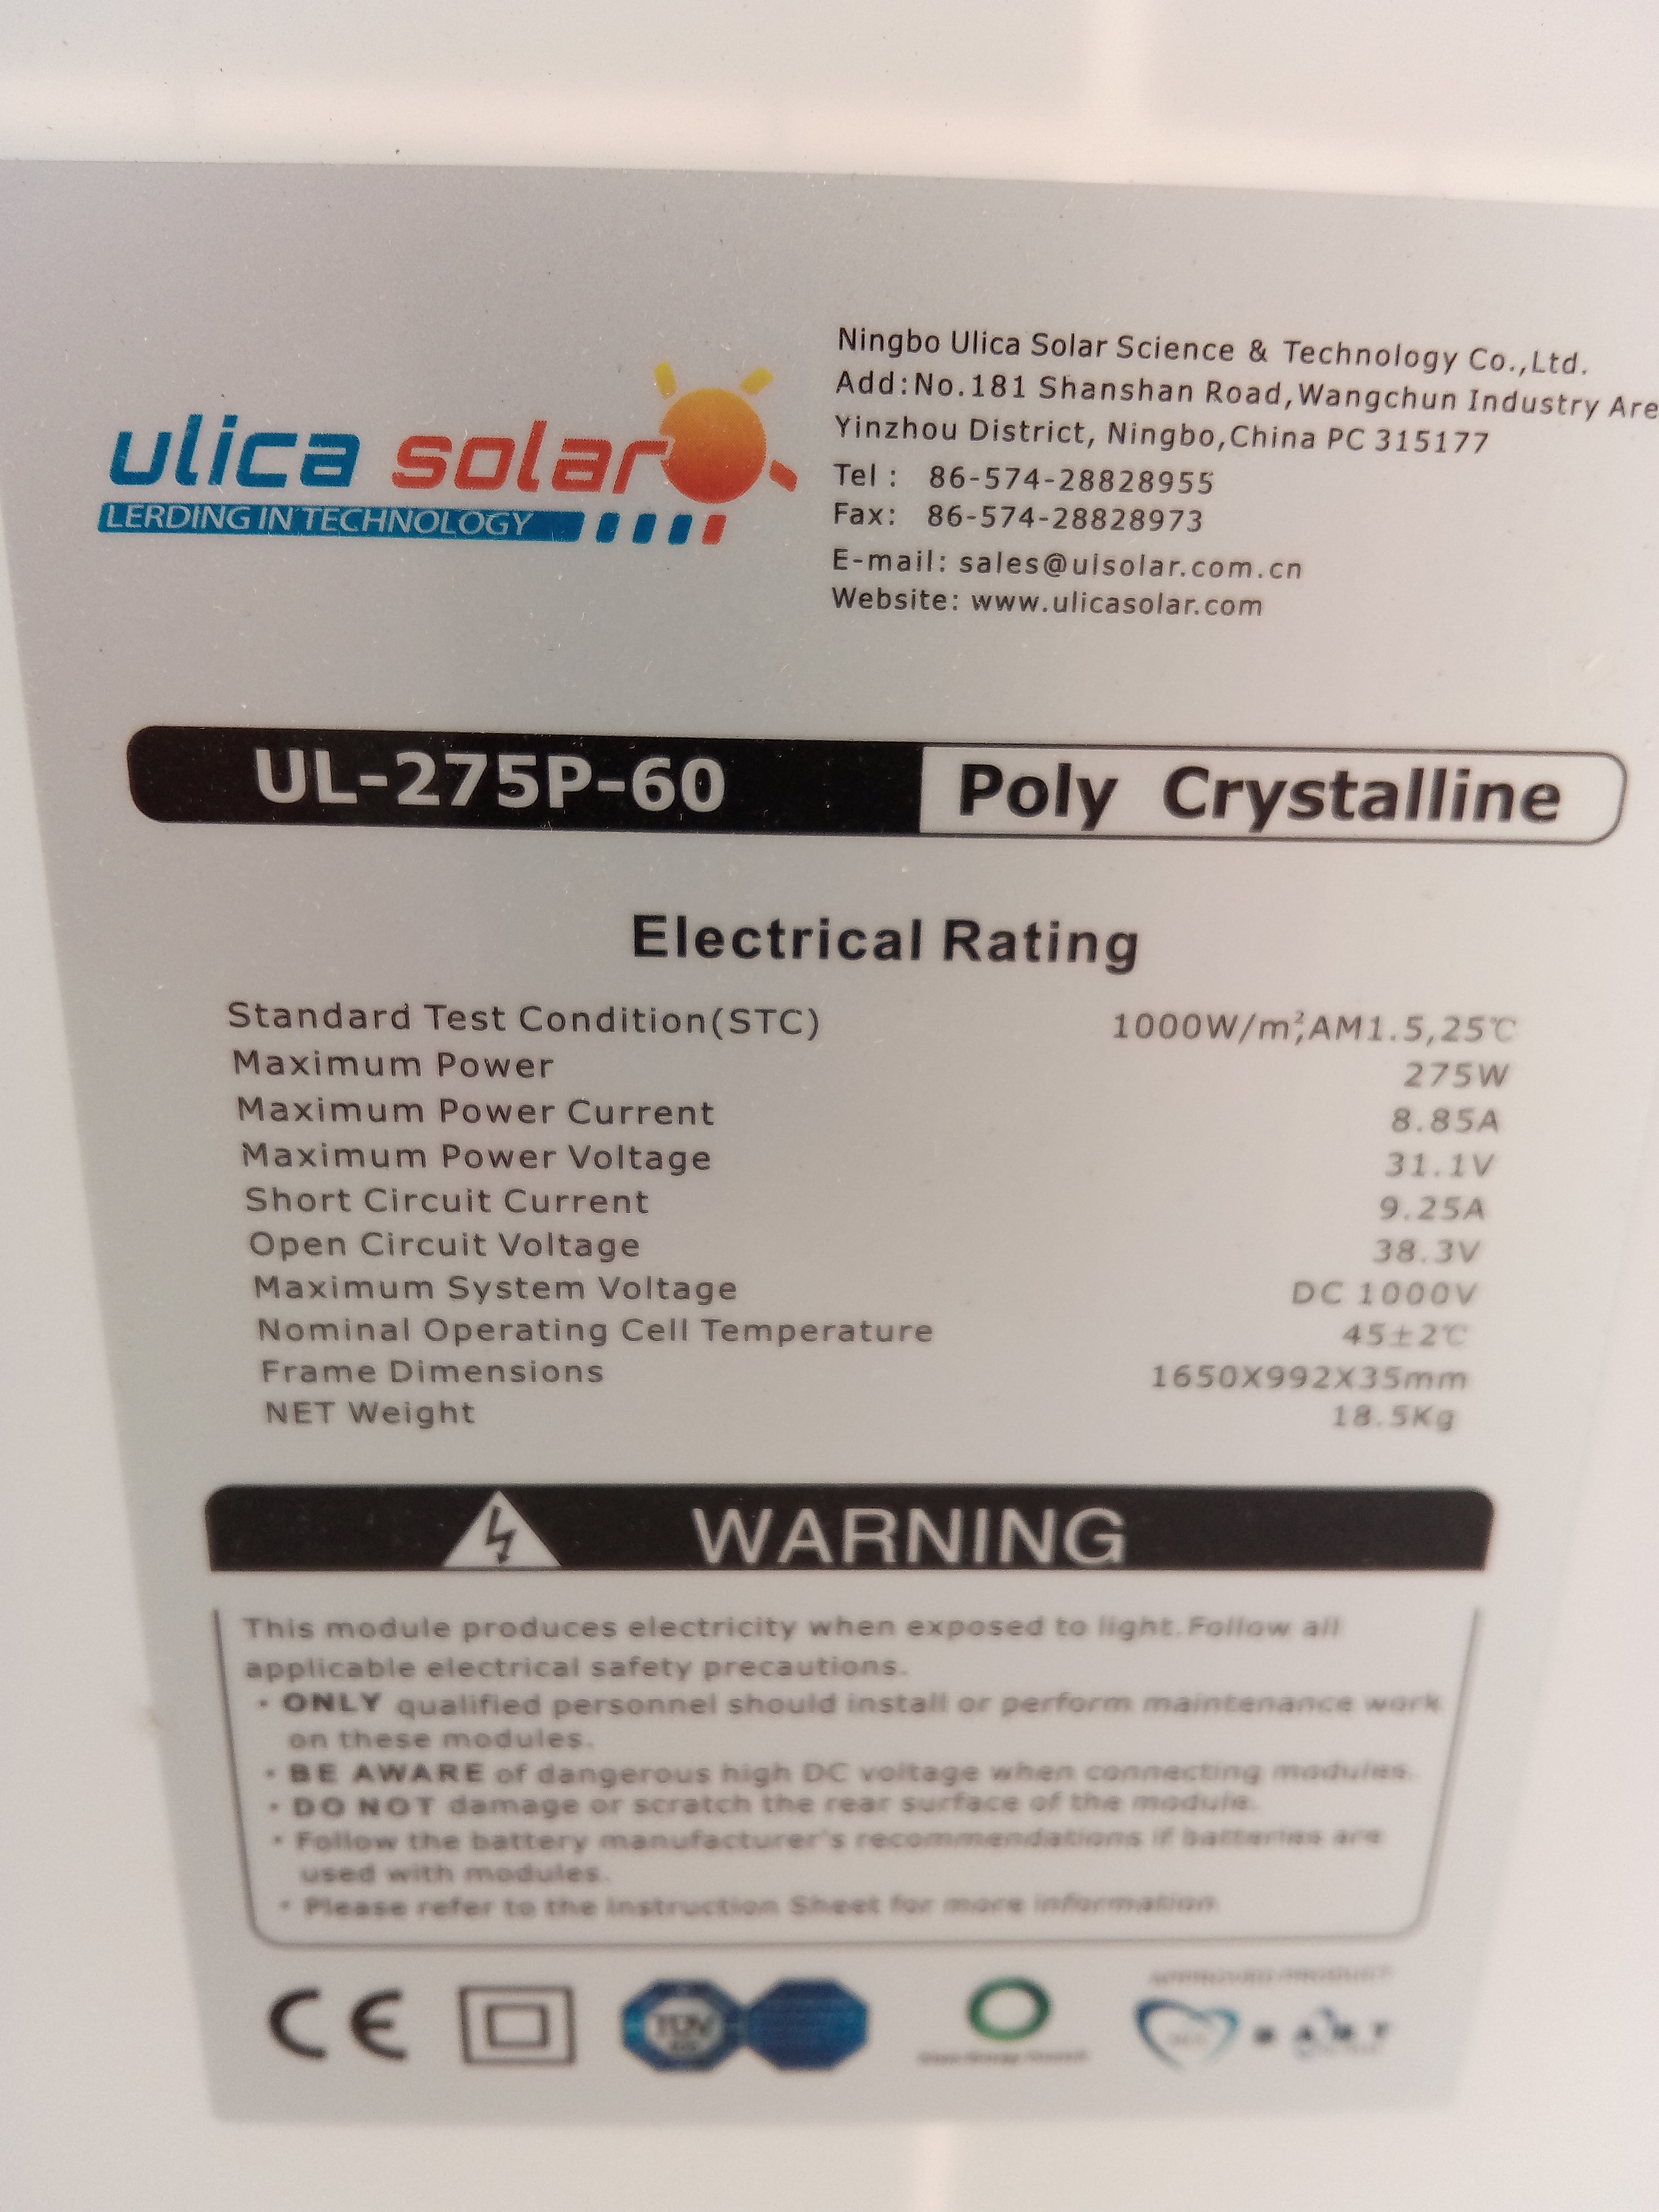 ulica solar
LERDING IN TECHNOLOGY
Ningbo Ulica Solar Science & Technology Co.,Ltd.
Add:No.181 Shanshan Road,Wangchun Industry Are
Yinzhou District, Ningbo,China PC 315177
Tel : 86-574-28828955
Fax: 86-574-28828973
E-mail: sales@ulsolar.com.cn
Website: www.ulicasolar.com
UL-275P-60 Poly Crystalline
Electrical Rating
Standard Test Condition(STC) 1000W/m²,AM1.5,25℃
Maximum Power 275W
Maximum Power Current 8.85A
Maximum Power Voltage 31.1V
Short Circuit Current 9.25A
Open Circuit Voltage 38.3V
Maximum System Voltage DC 1000V
Nominal Operating Cell Temperature 45±2℃
Frame Dimensions 1650X992X35mm
NET Weight 18.5Kg
WARNING
This module produces electricity when exposed to light.Follow all
applicable electrical safety precautions.
· ONLY qualified personnel should install or perform maintenance work
on these modules.
· BE AWARE of dangerous high DC voltage when connecting modules.
· DO NOT damage or scratch the rear surface of the module.
· Follow the battery manufacturer's recommendations if batteries are
used with modules.
· Please refer to the Instruction Sheet for more information.
CE
TÜV
APPROVED PRODUCT